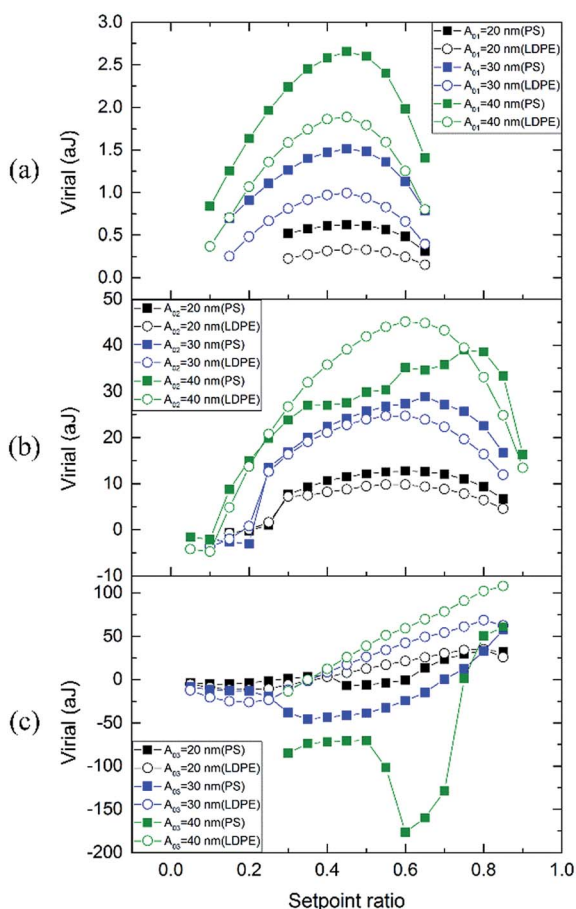 (a)
Virial (aJ)
3.0
2.5
2.0
1.5
1.0
0.5
0.0
A₀₁=20 nm(PS)
A₀₁=20 nm(LDPE)
A₀₁=30 nm(PS)
A₀₁=30 nm(LDPE)
A₀₁=40 nm(PS)
A₀₁=40 nm(LDPE)
(b)
Virial (aJ)
50
40
30
20
10
0
-10
A₀₂=20 nm(PS)
A₀₂=20 nm(LDPE)
A₀₂=30 nm(PS)
A₀₂=30 nm(LDPE)
A₀₂=40 nm(PS)
A₀₂=40 nm(LDPE)
(c)
Virial (aJ)
100
50
0
-50
-100
-150
-200
A₀₃=20 nm(PS)
A₀₃=20 nm(LDPE)
A₀₃=30 nm(PS)
A₀₃=30 nm(LDPE)
A₀₃=40 nm(PS)
A₀₃=40 nm(LDPE)
0.0 0.2 0.4 0.6 0.8 1.0
Setpoint ratio